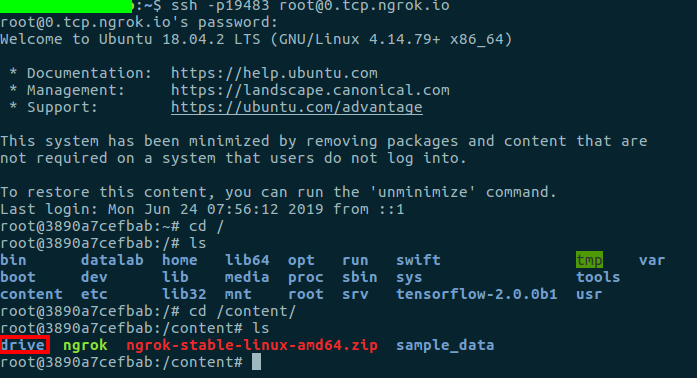 :~$ ssh -p19483 root@0.tcp.ngrok.io
root@0.tcp.ngrok.io's password:
Welcome to Ubuntu 18.04.2 LTS (GNU/Linux 4.14.79+ x86_64)
* Documentation: https://help.ubuntu.com
* Management: https://landscape.canonical.com
* Support: https://ubuntu.com/advantage
This system has been minimized by removing packages and content that are
not required on a system that users do not log into.
To restore this content, you can run the 'unminimize' command.
Last login: Mon Jun 24 07:56:12 2019 from ::1
root@3890a7cefbab:~# cd /
root@3890a7cefbab:/# ls
bin datalab home lib64 opt run swift tmp var
boot dev lib media proc sbin sys tools
content etc lib32 mnt root srv tensorflow-2.0.0b1 usr
root@3890a7cefbab:/# cd /content/
root@3890a7cefbab:/content# ls
drive ngrok ngrok-stable-linux-amd64.zip sample_data
root@3890a7cefbab:/content#